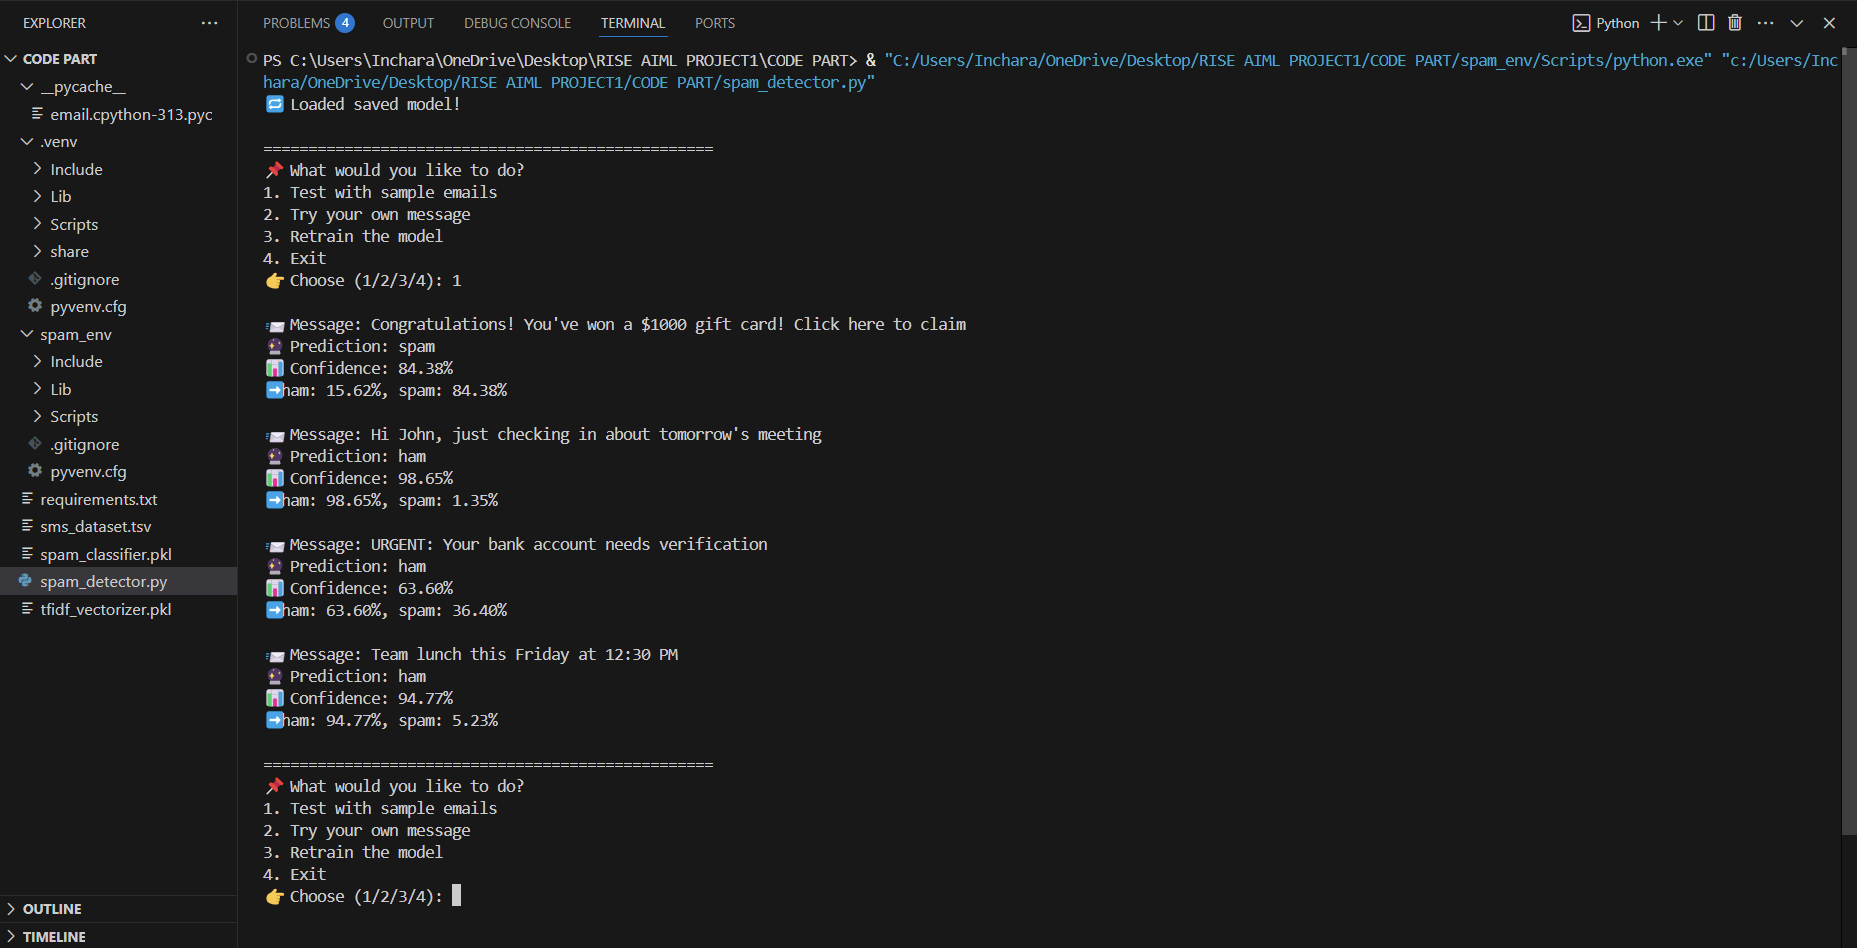 EXPLORER
CODE PART
__pycache__
email.cpython-313.pyc
.venv
Include
Lib
Scripts
share
.gitignore
pyvenv.cfg
spam_env
Include
Lib
Scripts
.gitignore
pyvenv.cfg
requirements.txt
sms_dataset.tsv
spam_classifier.pkl
spam_detector.py
tfidf_vectorizer.pkl
OUTLINE
TIMELINE
PROBLEMS 4 OUTPUT DEBUG CONSOLE TERMINAL PORTS Python
PS C:\Users\Inchara\OneDrive\Desktop\RISE AIML PROJECT1\CODE PART> & "C:/Users/Inchara/OneDrive/Desktop/RISE AIML PROJECT1/CODE PART/spam_env/Scripts/python.exe" "c:/Users/Inc
hara/OneDrive/Desktop/RISE AIML PROJECT1/CODE PART/spam_detector.py"
🔁 Loaded saved model!
==================================================
📌 What would you like to do?
1. Test with sample emails
2. Try your own message
3. Retrain the model
4. Exit
👉 Choose (1/2/3/4): 1
📨 Message: Congratulations! You've won a $1000 gift card! Click here to claim
🔮 Prediction: spam
📊 Confidence: 84.38%
➡️ham: 15.62%, spam: 84.38%
📨 Message: Hi John, just checking in about tomorrow's meeting
🔮 Prediction: ham
📊 Confidence: 98.65%
➡️ham: 98.65%, spam: 1.35%
📨 Message: URGENT: Your bank account needs verification
🔮 Prediction: ham
📊 Confidence: 63.60%
➡️ham: 63.60%, spam: 36.40%
📨 Message: Team lunch this Friday at 12:30 PM
🔮 Prediction: ham
📊 Confidence: 94.77%
➡️ham: 94.77%, spam: 5.23%
==================================================
📌 What would you like to do?
1. Test with sample emails
2. Try your own message
3. Retrain the model
4. Exit
👉 Choose (1/2/3/4):